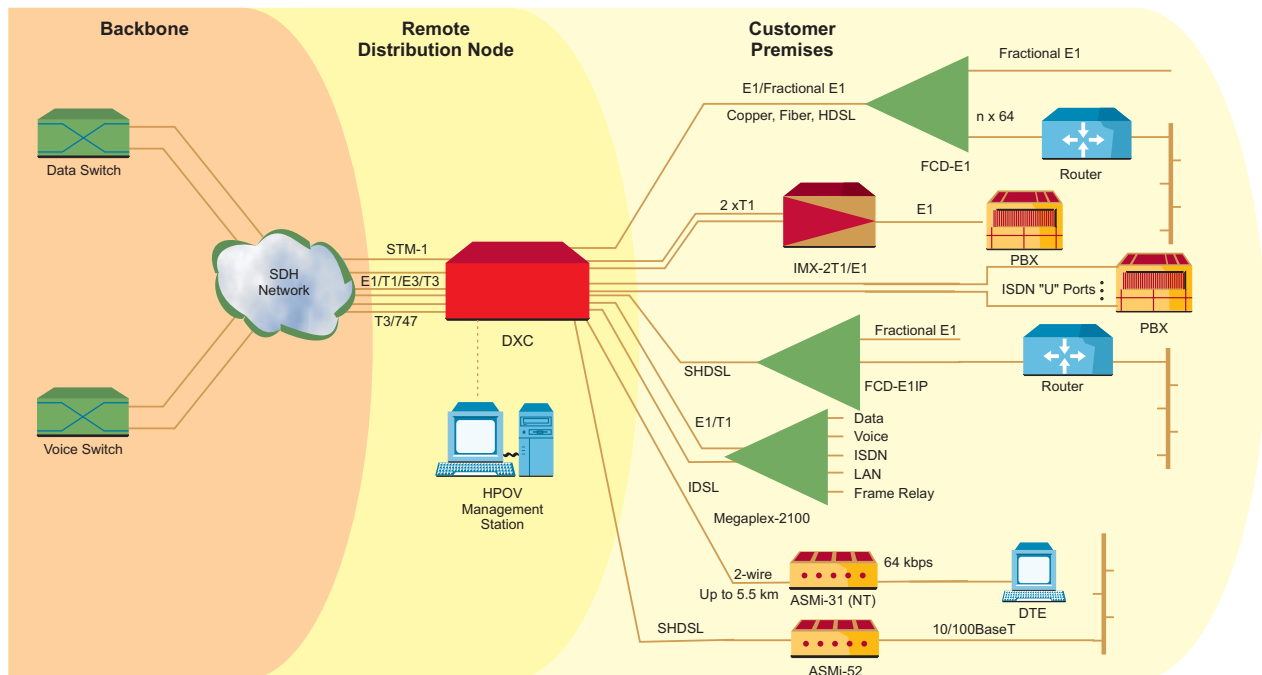 Backbone
Remote
Distribution Node
Customer
Premises
Data Switch
SDH
Network
Voice Switch
STM-1
E1/T1/E3/T3
T3/747
DXC
HPOV
Management
Station
E1/Fractional E1
Copper, Fiber, HDSL
FCD-E1
Fractional E1
n x 64
Router
2 xT1
IMX-2T1/E1
E1
PBX
ISDN "U" Ports
PBX
SHDSL
FCD-E1IP
Fractional E1
Router
E1/T1
IDSL
Megaplex-2100
Data
Voice
ISDN
LAN
Frame Relay
2-wire
Up to 5.5 km
ASMi-31 (NT)
64 kbps
DTE
SHDSL
ASMi-52
10/100BaseT